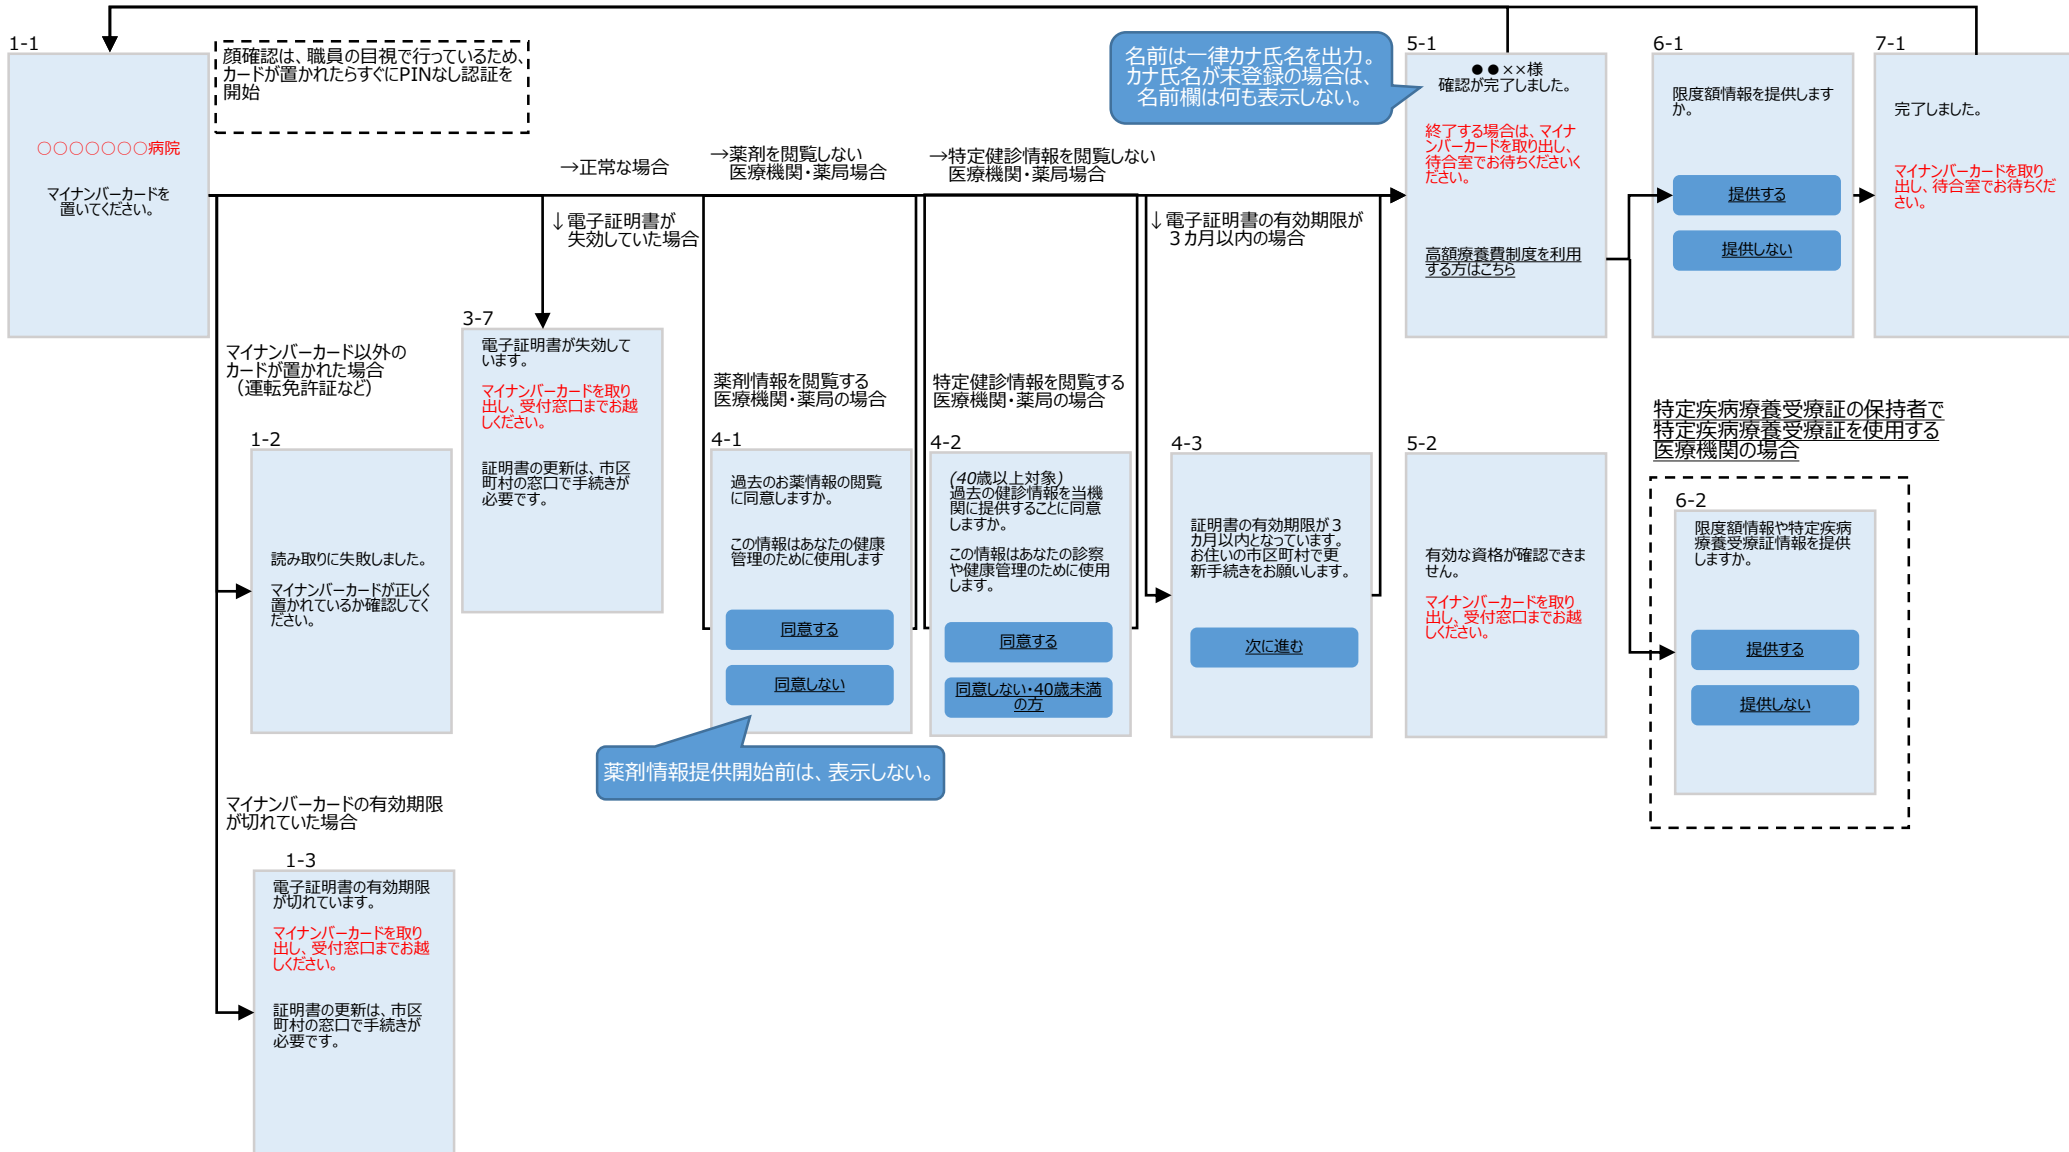 1-1
○○○○○○○病院
マイナンバーカードを
置いてください。
顔確認は、職員の目視で行っているため、
カードが置かれたらすぐにPINなし認証を
開始
→正常な場合
→薬剤を閲覧しない
医療機関・薬局場合
→特定健診情報を閲覧しない
医療機関・薬局場合
↓電子証明書が
失効していた場合
↓電子証明書の有効期限が
３カ月以内の場合
マイナンバーカード以外の
カードが置かれた場合
（運転免許証など）
1-2
読み取りに失敗しました。
マイナンバーカードが正しく
置かれているか確認してく
ださい。
マイナンバーカードの有効期限
が切れていた場合
1-3
電子証明書の有効期限
が切れています。
マイナンバーカードを取り
出し、受付窓口までお越
しください。
証明書の更新は、市区
町村の窓口で手続きが
必要です。
3-7
電子証明書が失効して
います。
マイナンバーカードを取り
出し、受付窓口までお越
しください。
証明書の更新は、市区
町村の窓口で手続きが
必要です。
薬剤情報を閲覧する
医療機関・薬局の場合
4-1
過去のお薬情報の閲覧
に同意しますか。
この情報はあなたの健康
管理のために使用します
同意する
同意しない
薬剤情報提供開始前は、表示しない。
特定健診情報を閲覧する
医療機関・薬局の場合
4-2
(40歳以上対象)
過去の健診情報を当機
関に提供することに同意
しますか。
この情報はあなたの診察
や健康管理のために使用
します。
同意する
同意しない・40歳未満
の方
4-3
証明書の有効期限が３
カ月以内となっています。
お住いの市区町村で更
新手続きをお願いします。
次に進む
名前は一律カナ氏名を出力。
カナ氏名が未登録の場合は、
名前欄は何も表示しない。
5-1
●●××様
確認が完了しました。
終了する場合は、マイナ
ンバーカードを取り出し、
待合室でお待ちくださいく
ださい。
高額療養費制度を利用
する方はこちら
5-2
有効な資格が確認できま
せん。
マイナンバーカードを取り
出し、受付窓口までお越
しください。
6-1
限度額情報を提供します
か。
提供する
提供しない
特定疾病療養受療証の保持者で
特定疾病療養受療証を使用する
医療機関の場合
6-2
限度額情報や特定疾病
療養受療証情報を提供
しますか。
提供する
提供しない
7-1
完了しました。
マイナンバーカードを取り
出し、待合室でお待ちくだ
さい。